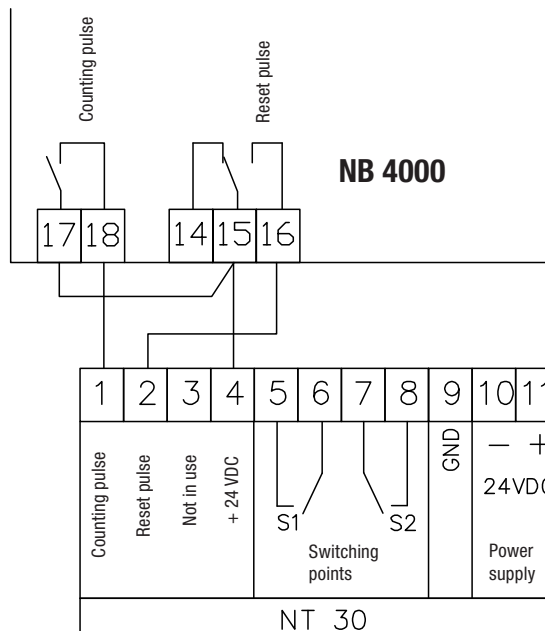 Counting pulse
Reset pulse
NB 4000
17 18 14 15 16
1 2 3 4 5 6 7 8 9 10 11
Counting pulse
Reset pulse
Not in use
+ 24 VDC
S1
S2
Switching
points
GND
− +
24VDC
Power
supply
NT 30